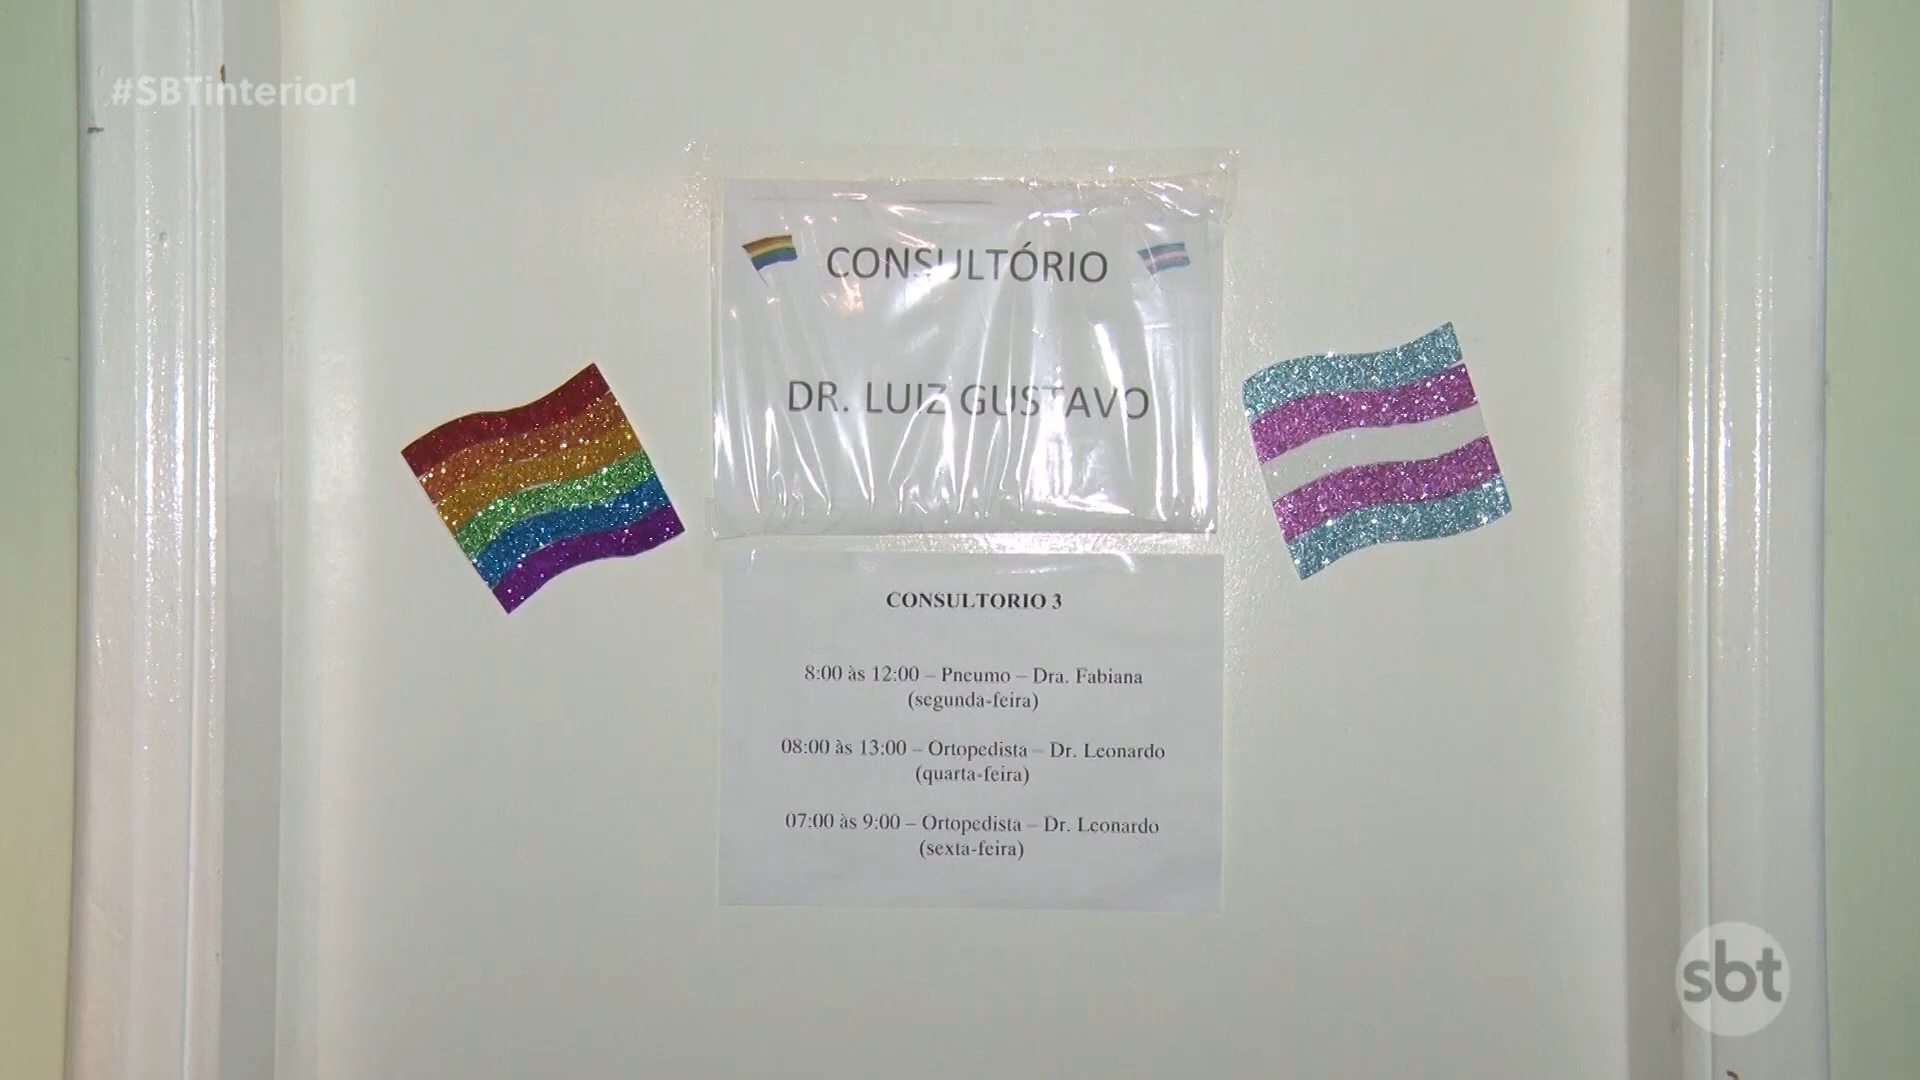 #SBTinterior1
CONSULTÓRIO
DR. LUIZ GUSTAVO
CONSULTORIO 3
8:00 às 12:00 – Pneumo – Dra. Fabiana
(segunda-feira)
08:00 às 13:00 – Ortopedista – Dr. Leonardo
(quarta-feira)
07:00 às 9:00 – Ortopedista – Dr. Leonardo
(sexta-feira)
sbt